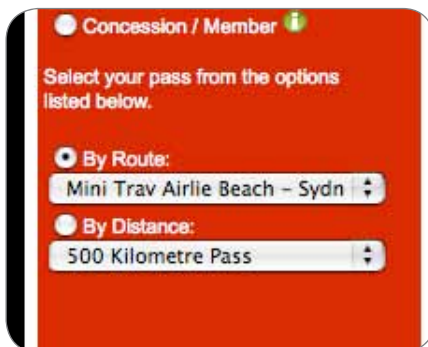 Concession / Member i
Select your pass from the options
listed below.
By Route:
Mini Trav Airlie Beach – Sydn
By Distance:
500 Kilometre Pass